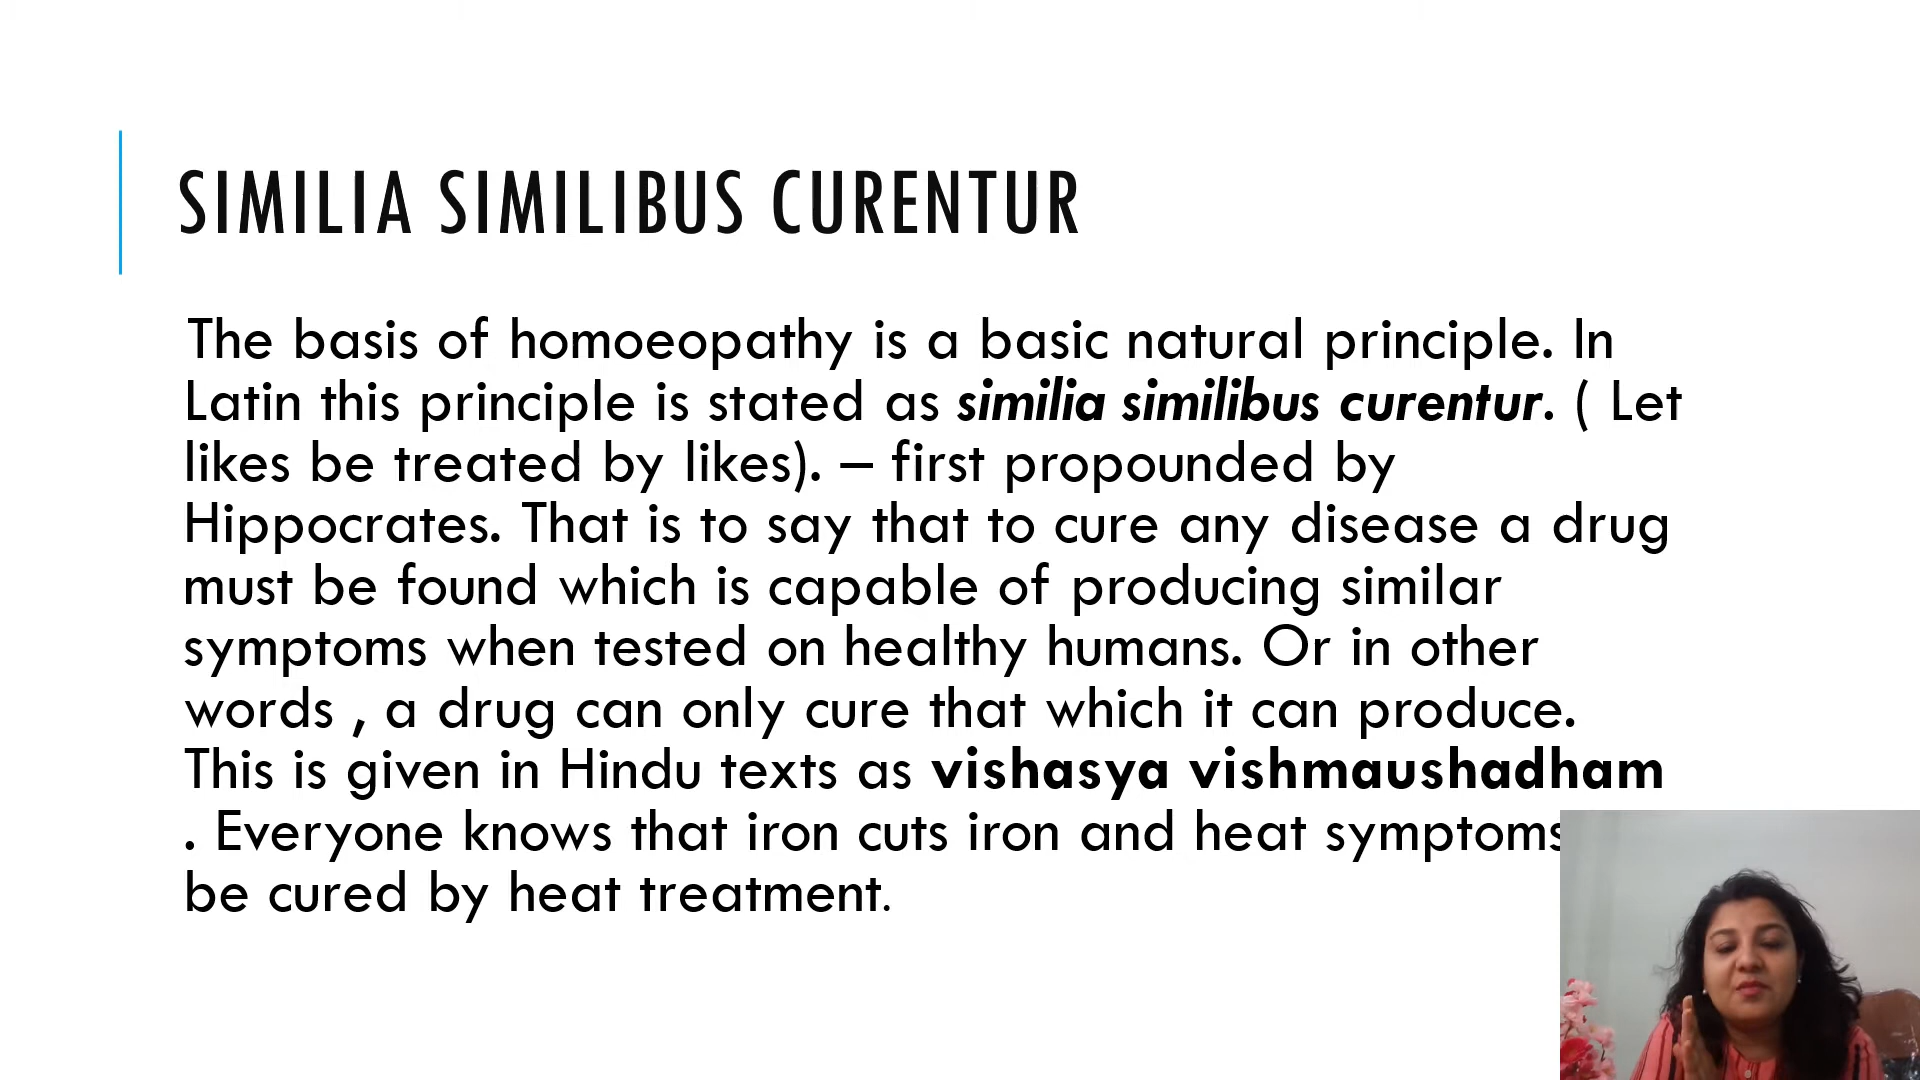 SIMILIA SIMILIBUS CURENTUR
The basis of homoeopathy is a basic natural principle. In
Latin this principle is stated as similia similibus curentur. ( Let
likes be treated by likes). – first propounded by
Hippocrates. That is to say that to cure any disease a drug
must be found which is capable of producing similar
symptoms when tested on healthy humans. Or in other
words , a drug can only cure that which it can produce.
This is given in Hindu texts as vishasya vishmaushadham
. Everyone knows that iron cuts iron and heat symptoms
be cured by heat treatment.